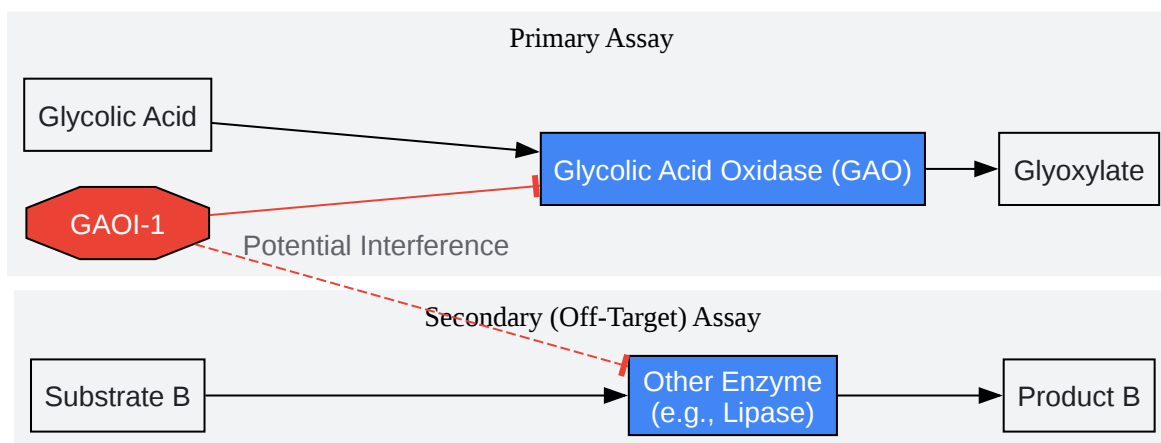 Primary Assay
Glycolic Acid
Glycolic Acid Oxidase (GAO)
Glyoxylate
GAOI-1
Potential Interference
Secondary (Off-Target) Assay
Substrate B
Other Enzyme
(e.g., Lipase)
Product B